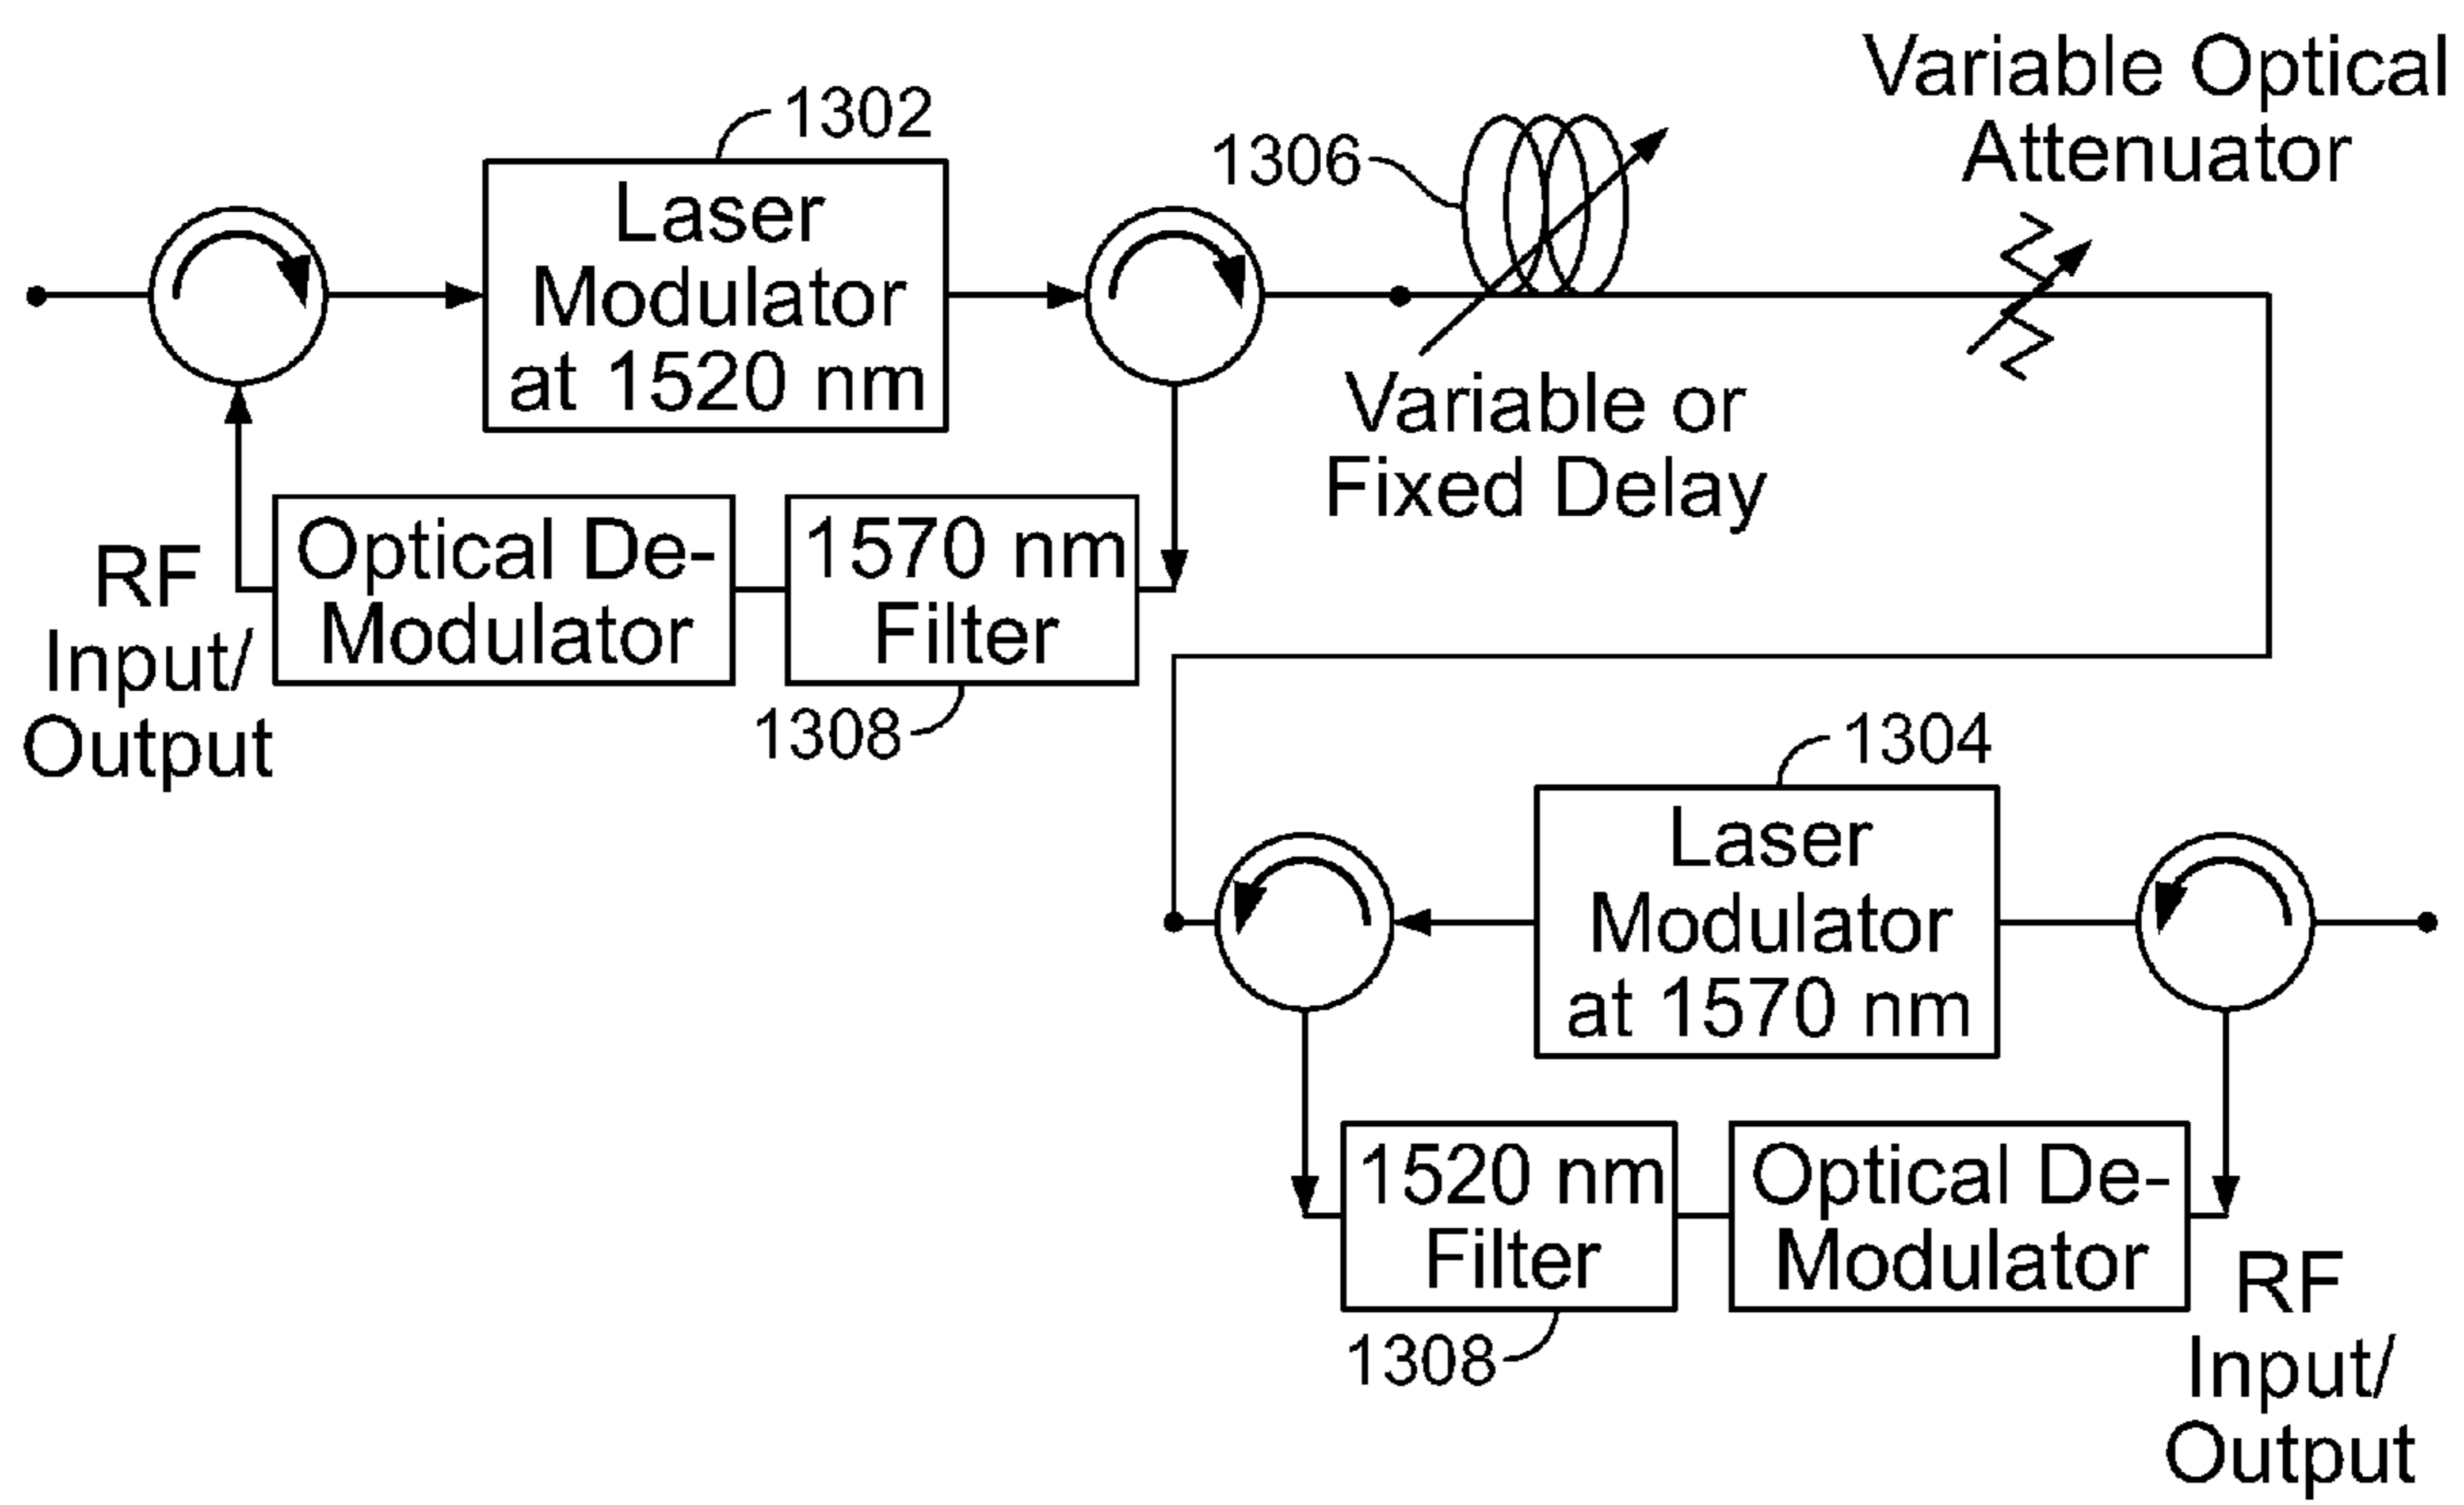 Variable Optical
Attenuator
1302
1306
Laser
Modulator
at 1520 nm
Variable or
Fixed Delay
RF
Input/
Output
Optical De-
Modulator
1570 nm
Filter
1308
1304
Laser
Modulator
at 1570 nm
1520 nm
Filter
1308
Optical De-
Modulator
RF
Input/
Output